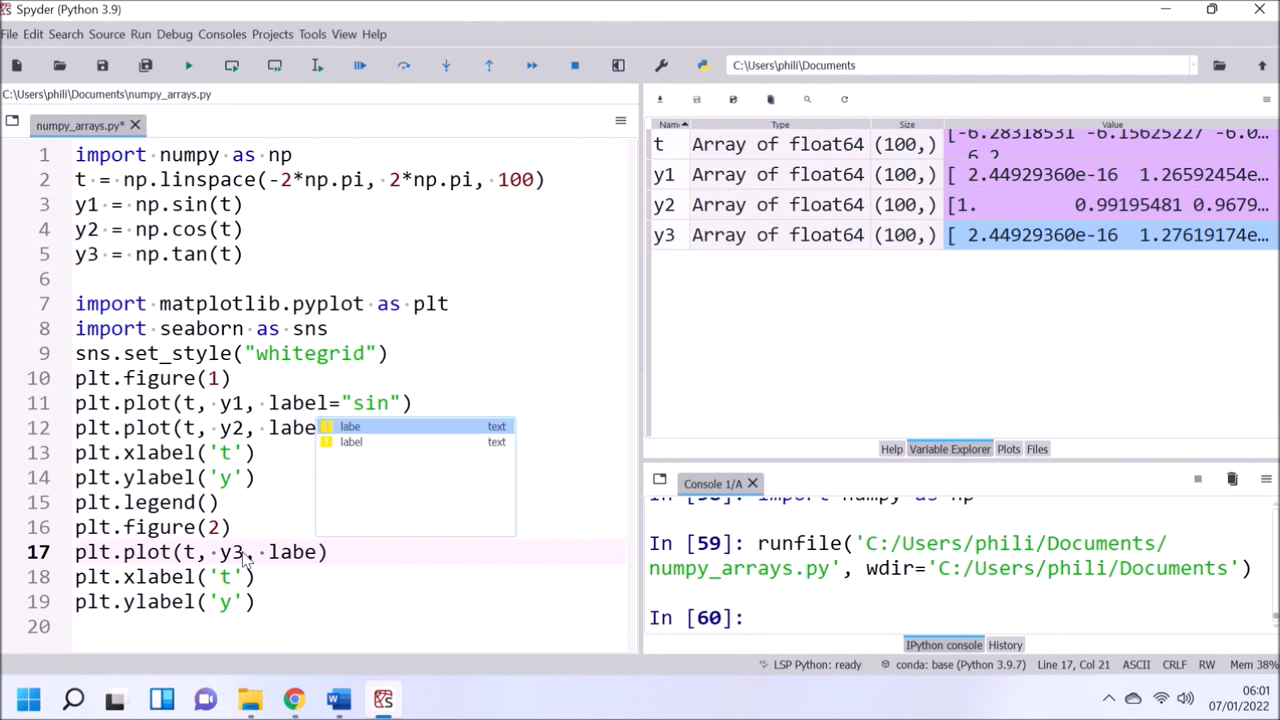 Spyder (Python 3.9)
File Edit Search Source Run Debug Consoles Projects Tools View Help
C:\Users\phili\Documents
C:\Users\phili\Documents\numpy_arrays.py
numpy_arrays.py*
1 import numpy as np
2 t = np.linspace(-2*np.pi, 2*np.pi, 100)
3 y1 = np.sin(t)
4 y2 = np.cos(t)
5 y3 = np.tan(t)
6
7 import matplotlib.pyplot as plt
8 import seaborn as sns
9 sns.set_style("whitegrid")
10 plt.figure(1)
11 plt.plot(t, y1, label="sin")
12 plt.plot(t, y2, labe
labe text
label text
13 plt.xlabel('t')
14 plt.ylabel('y')
15 plt.legend()
16 plt.figure(2)
17 plt.plot(t, y3, labe)
18 plt.xlabel('t')
19 plt.ylabel('y')
20
Nam Type Size Value
t Array of float64 (100,) [-6.28318531 -6.15625227 -6.0…
6.2
y1 Array of float64 (100,) [ 2.44929360e-16 1.26592454e…
y2 Array of float64 (100,) [1. 0.99195481 0.9679…
y3 Array of float64 (100,) [ 2.44929360e-16 1.27619174e…
Help Variable Explorer Plots Files
Console 1/A
In [58]: import numpy as np
In [59]: runfile('C:/Users/phili/Documents/
numpy_arrays.py', wdir='C:/Users/phili/Documents')
In [60]:
IPython console History
LSP Python: ready conda: base (Python 3.9.7) Line 17, Col 21 ASCII CRLF RW Mem 38%
06:01
07/01/2022